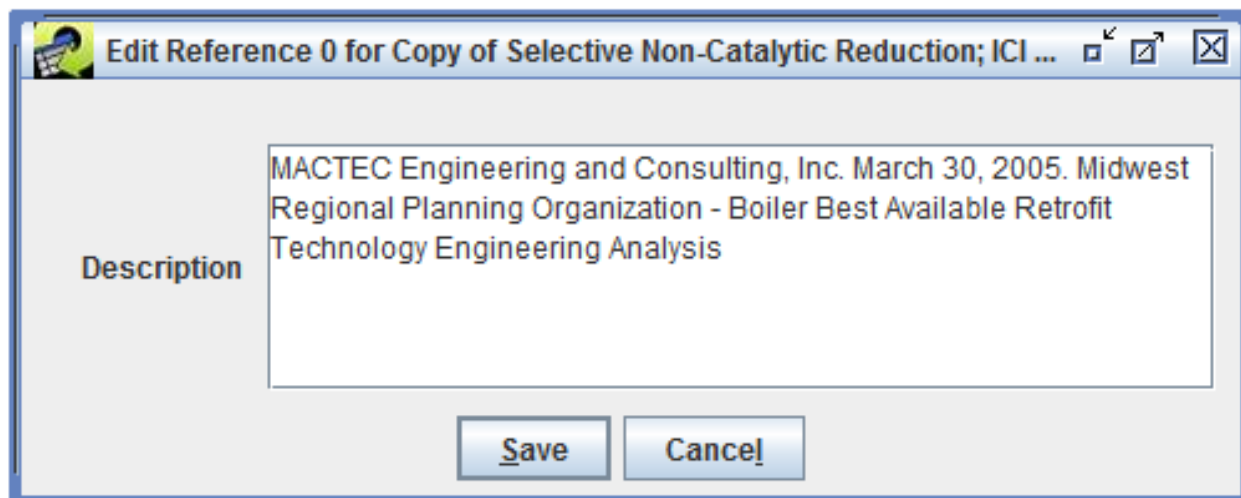 Edit Reference 0 for Copy of Selective Non-Catalytic Reduction; ICI ...
MACTEC Engineering and Consulting, Inc. March 30, 2005. Midwest
Regional Planning Organization - Boiler Best Available Retrofit
Technology Engineering Analysis
Description
Save Cancel